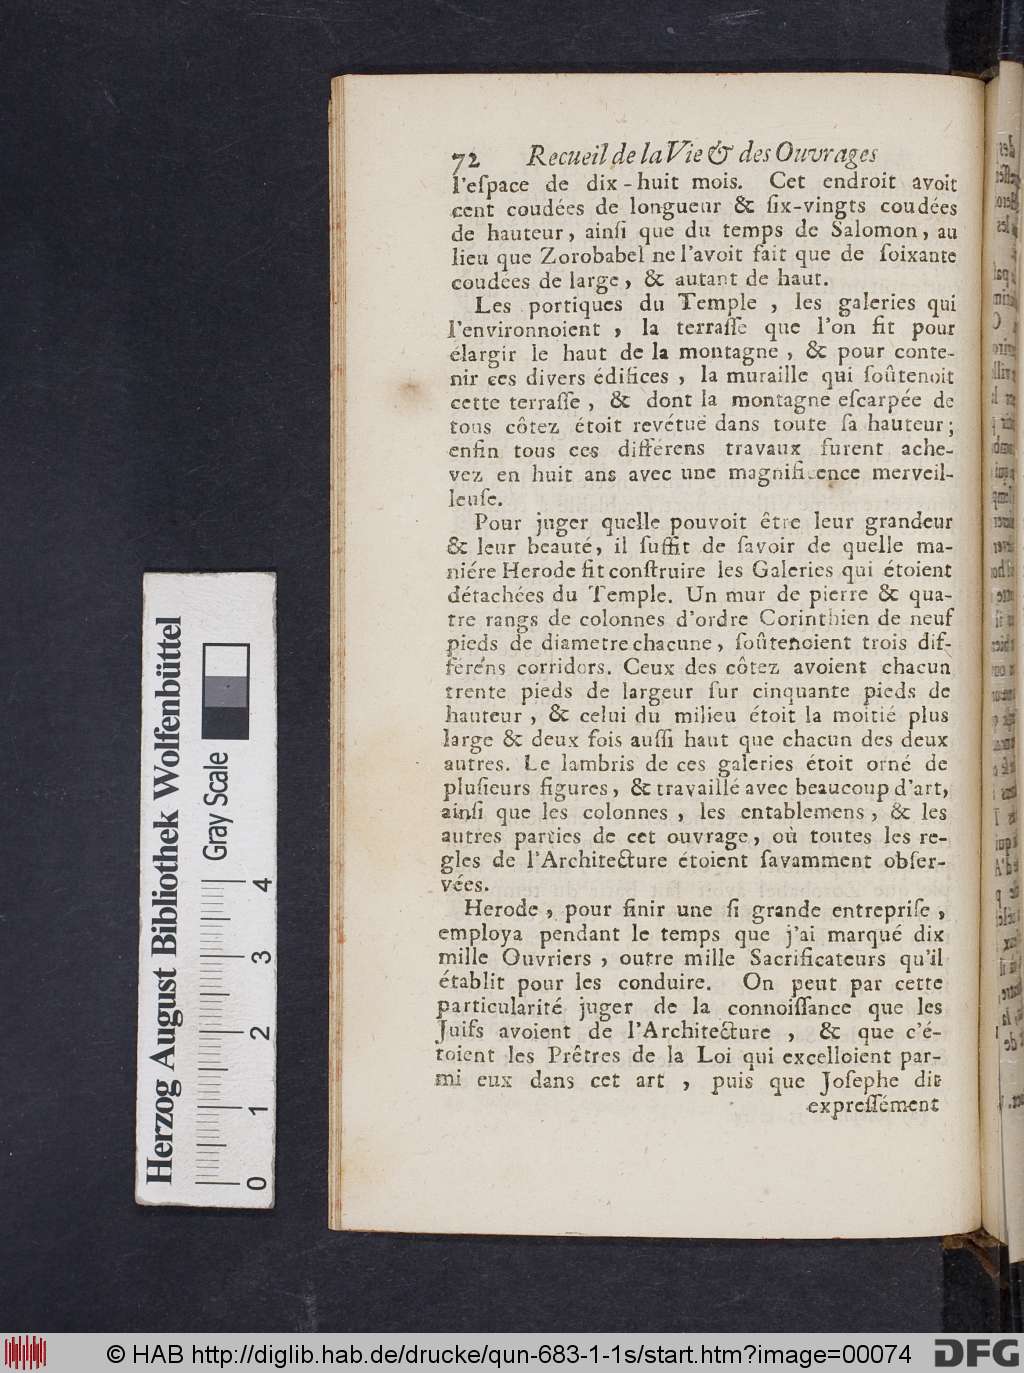 72 Recueil de la Vie & des Ouvrages
l'eſpace de dix-huit mois. Cet endroit avoit
cent coudées de longueur & ſix-vingts coudées
de hauteur, ainſi que du temps de Salomon, au
lieu que Zorobabel ne l'avoit fait que de ſoixante
coudées de large, & autant de haut.
Les portiques du Temple, les galeries qui
l'environnoient, la terraſſe que l'on fit pour
élargir le haut de la montagne, & pour conte-
nir ces divers édifices, la muraille qui ſoûtenoit
cette terraſſe, & dont la montagne eſcarpée de
tous côtez étoit revétuë dans toute ſa hauteur;
enfin tous ces différens travaux furent ache-
vez en huit ans avec une magnificence merveil-
leuſe.
Pour juger quelle pouvoit être leur grandeur
& leur beauté, il ſuffit de ſavoir de quelle ma-
niére Herode fit conſtruire les Galeries qui étoient
détachées du Temple. Un mur de pierre & qua-
tre rangs de colonnes d'ordre Corinthien de neuf
pieds de diametre chacune, ſoûtenoient trois dif-
férens corridors. Ceux des côtez avoient chacun
trente pieds de largeur ſur cinquante pieds de
hauteur, & celui du milieu étoit la moitié plus
large & deux fois auſſi haut que chacun des deux
autres. Le lambris de ces galeries étoit orné de
pluſieurs figures, & travaillé avec beaucoup d'art,
ainſi que les colonnes, les entablemens, & les
autres parties de cet ouvrage, où toutes les re-
gles de l'Architecture étoient ſavamment obſer-
vées.
Herode, pour finir une ſi grande entrepriſe,
employa pendant le temps que j'ai marqué dix
mille Ouvriers, outre mille Sacrificateurs qu'il
établit pour les conduire. On peut par cette
particularité juger de la connoiſſance que les
Juifs avoient de l'Architecture, & que c'é-
toient les Prêtres de la Loi qui excelloient par-
mi eux dans cet art, puis que Joſephe dit
expreſſément
Herzog August Bibliothek Wolfenbüttel
Gray Scale
0 1 2 3 4
© HAB http://diglib.hab.de/drucke/qun-683-1-1s/start.htm?image=00074
DFG